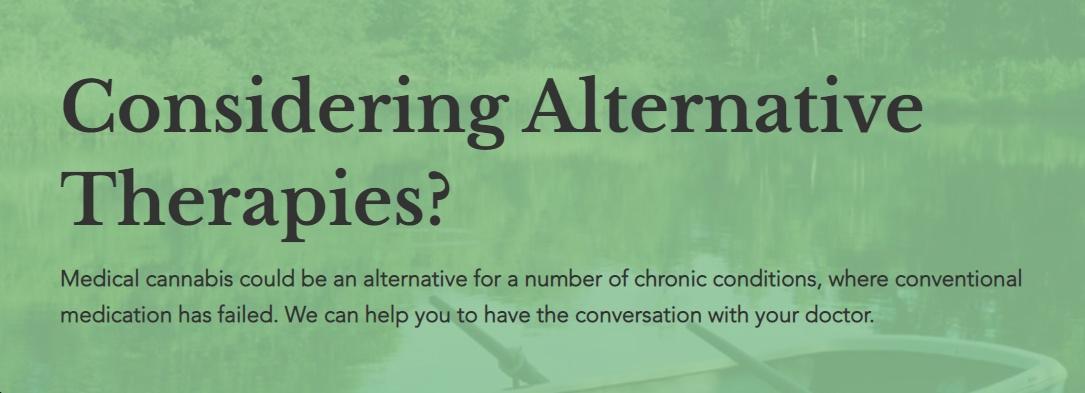 Considering Alternative
Therapies?
Medical cannabis could be an alternative for a number of chronic conditions, where conventional
medication has failed. We can help you to have the conversation with your doctor.